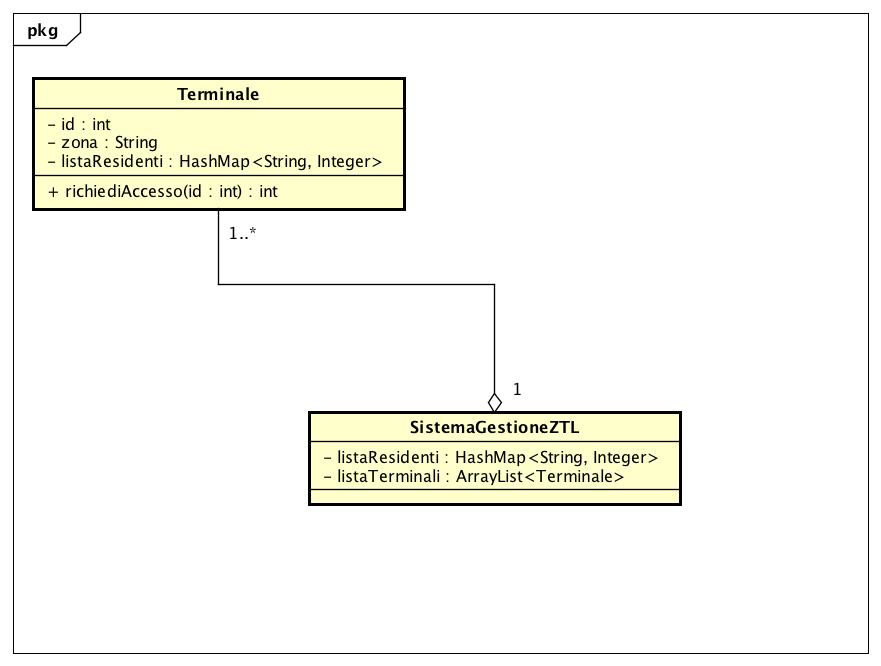 pkg
Terminale
- id : int
- zona : String
- listaResidenti : HashMap<String, Integer>
+ richiediAccesso(id : int) : int
1..*
1
SistemaGestioneZTL
- listaResidenti : HashMap<String, Integer>
- listaTerminali : ArrayList<Terminale>